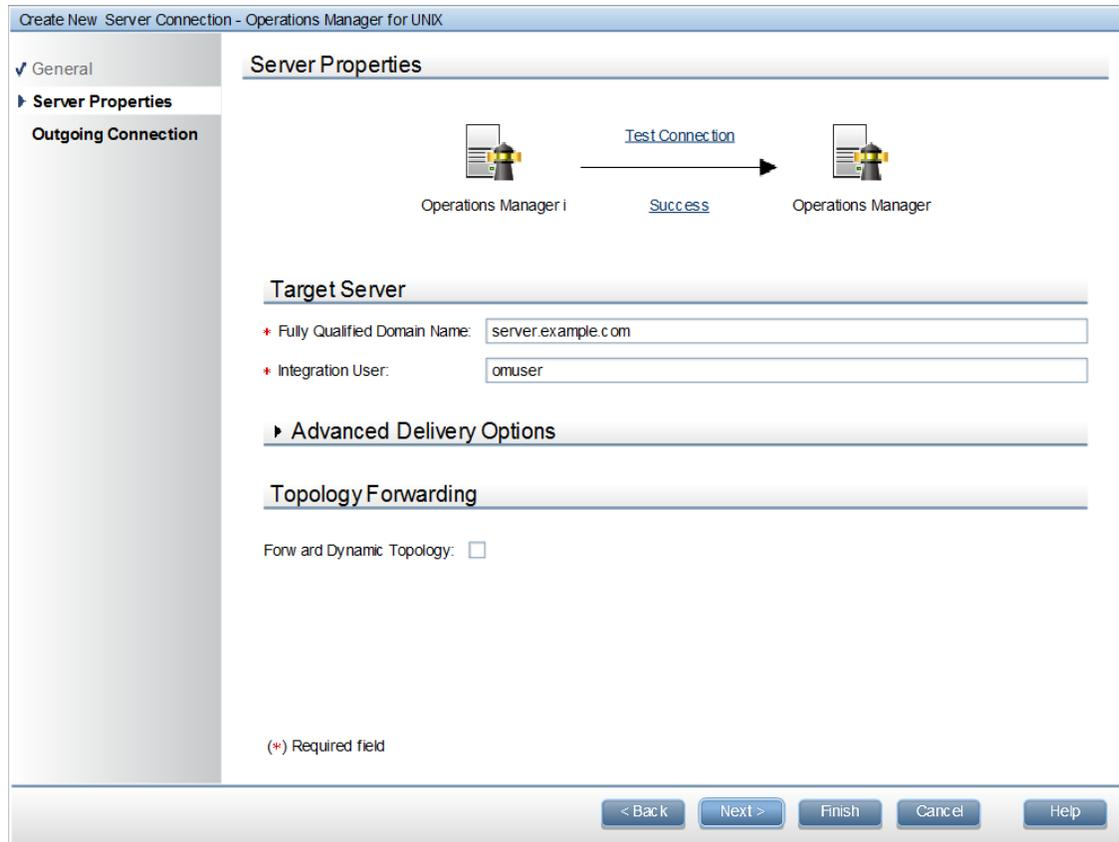 Create New Server Connection - Operations Manager for UNIX
General
Server Properties
Outgoing Connection
Server Properties
Test Connection
Operations Manager i
Success
Operations Manager
Target Server
* Fully Qualified Domain Name: server.example.com
* Integration User: omuser
Advanced Delivery Options
Topology Forwarding
Forward Dynamic Topology:
(*) Required field
< Back
Next >
Finish
Cancel
Help